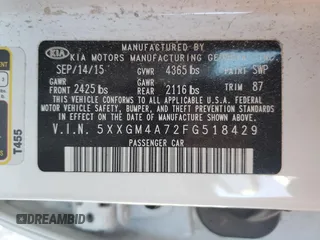 KIA
KIA MOTORS MANUFACTURING GEORGIA, INC.
SEP/14/15 GVWR 4365 lbs PAINT SWP
GAWR FRONT 2425 lbs GAWR REAR 2116 lbs TRIM 87
THIS VEHICLE CONFORMS TO ALL APPLICABLE U.S.A. FEDERAL
MOTOR VEHICLE SAFETY, BUMPER, AND THEFT PREVENTION STANDARDS
IN EFFECT ON THE DATE OF MANUFACTURE SHOWN ABOVE.
V.I.N. 5XXGM4A72FG518429
PASSENGER CAR
T455
DREAMBID